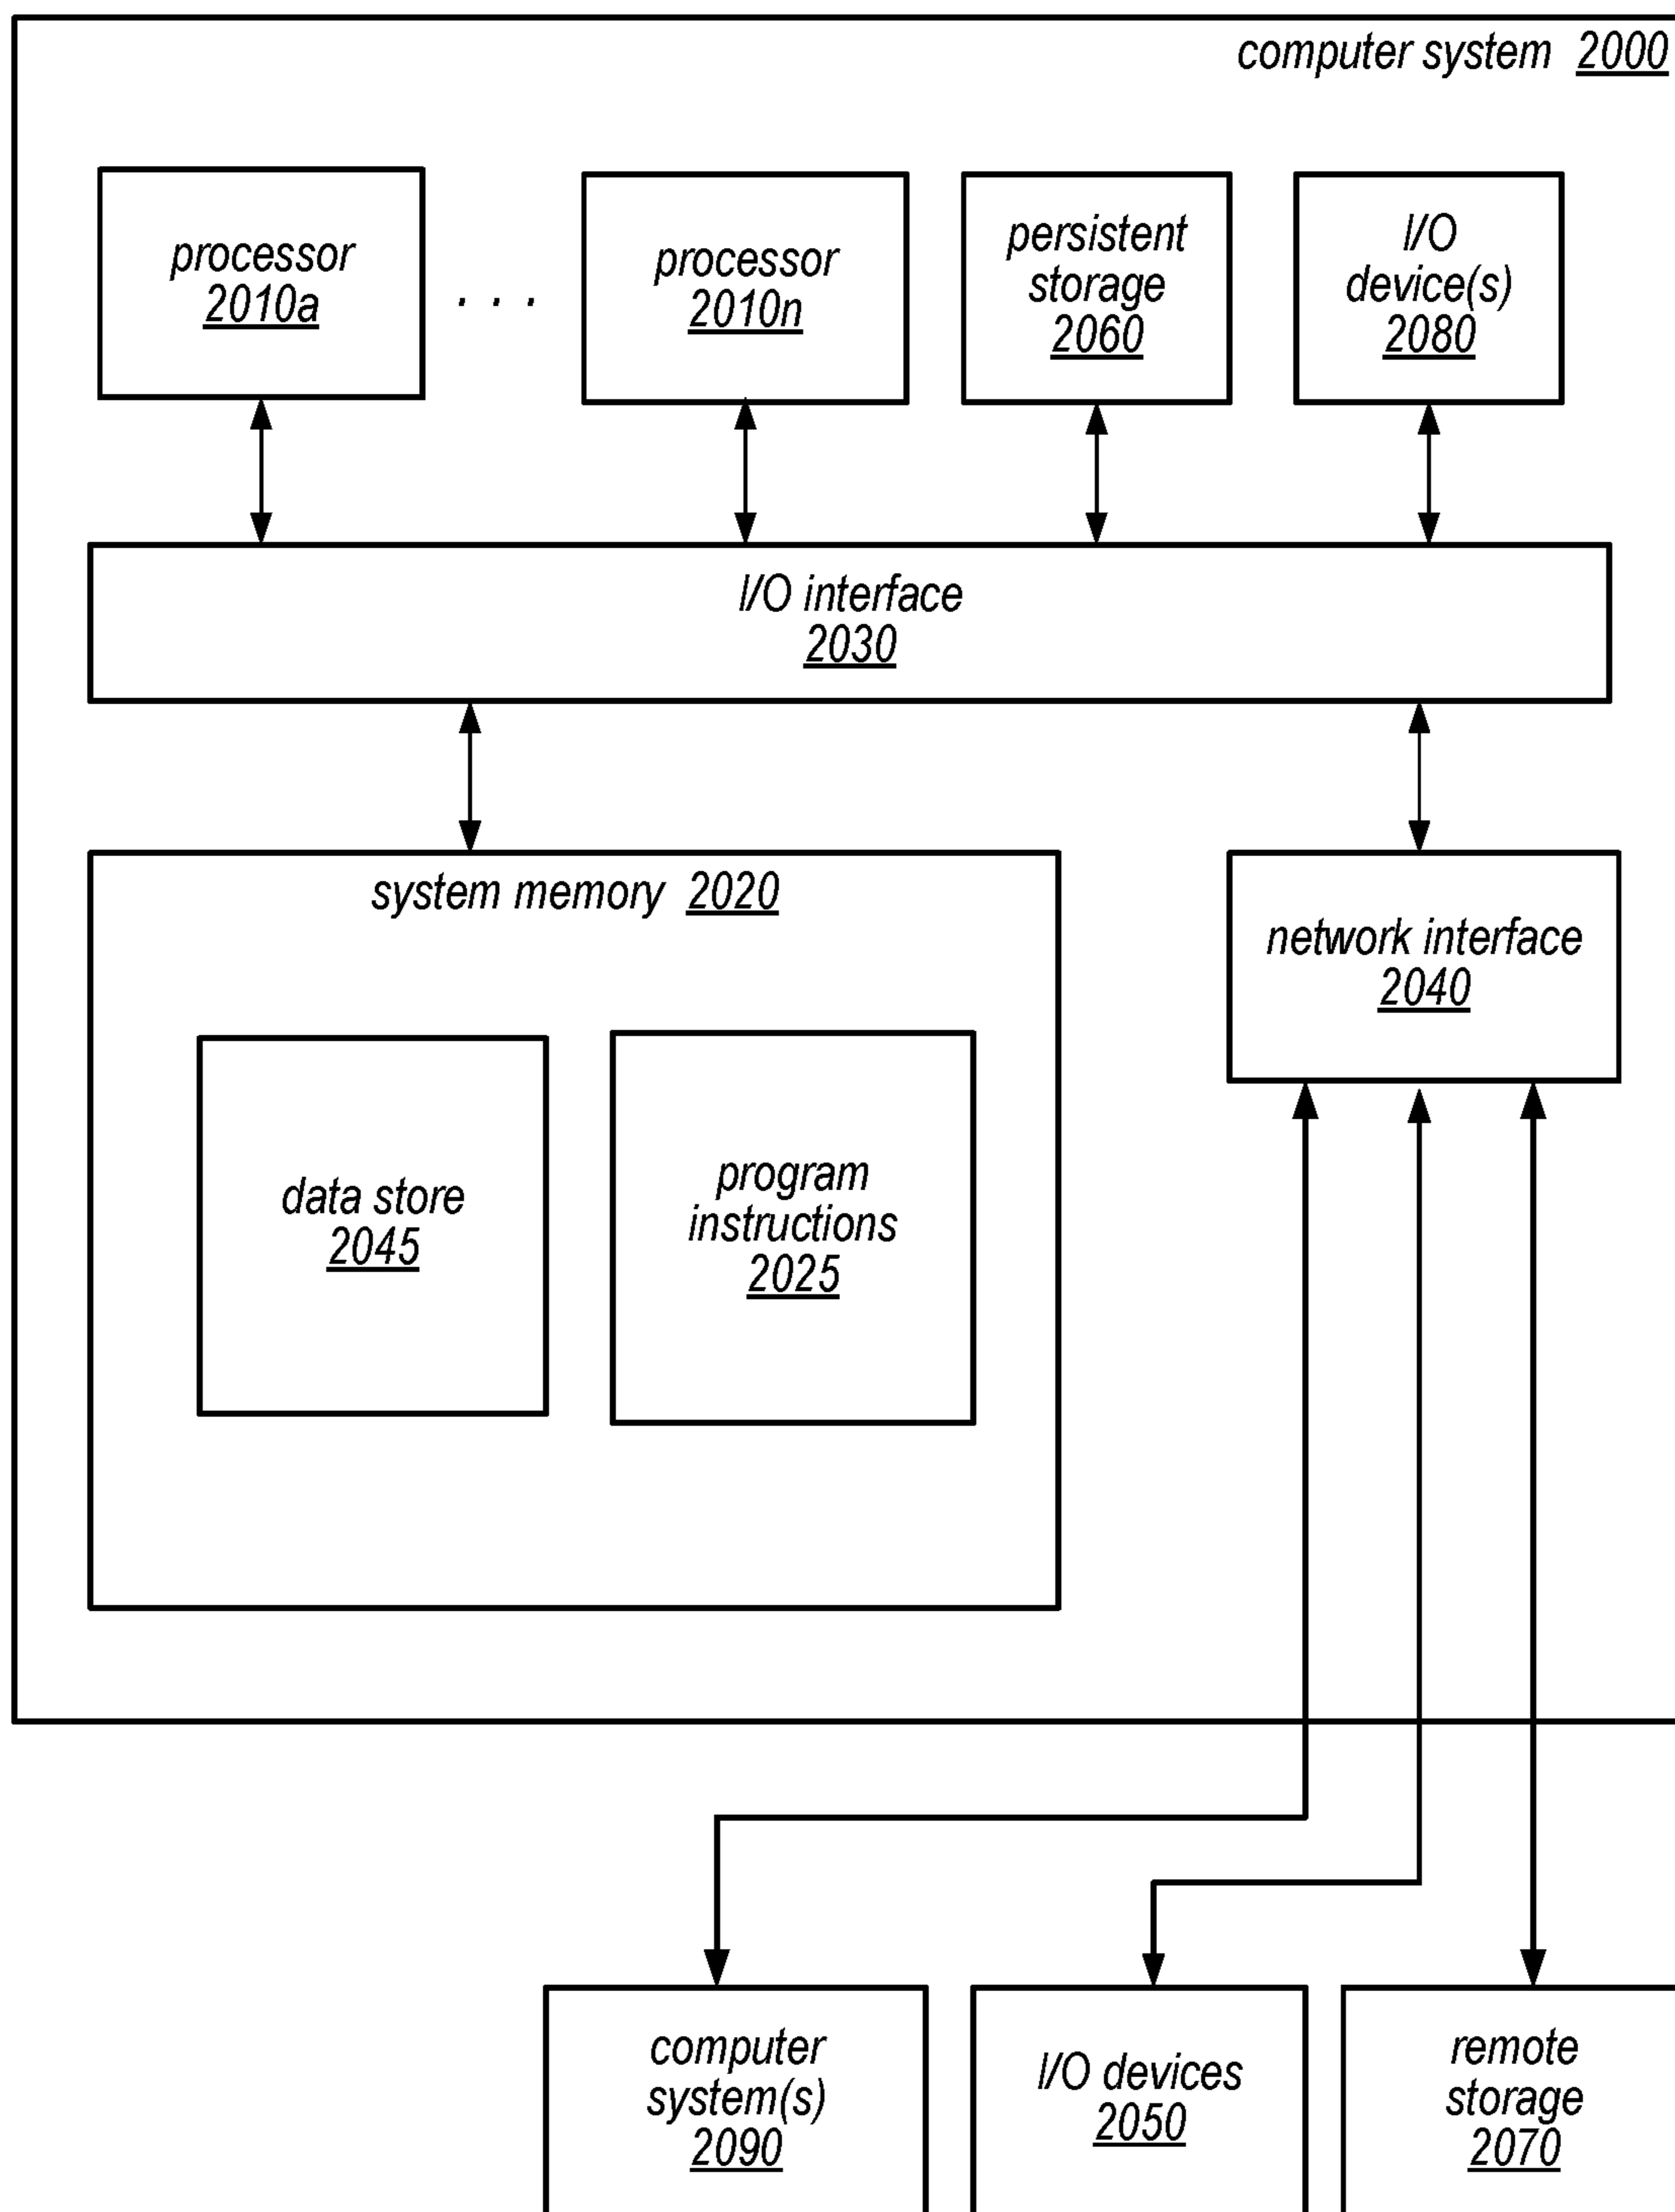 computer system 2000
processor
2010a
. . .
processor
2010n
persistent
storage
2060
I/O
device(s)
2080
I/O interface
2030
system memory 2020
network interface
2040
data store
2045
program
instructions
2025
computer
system(s)
2090
I/O devices
2050
remote
storage
2070